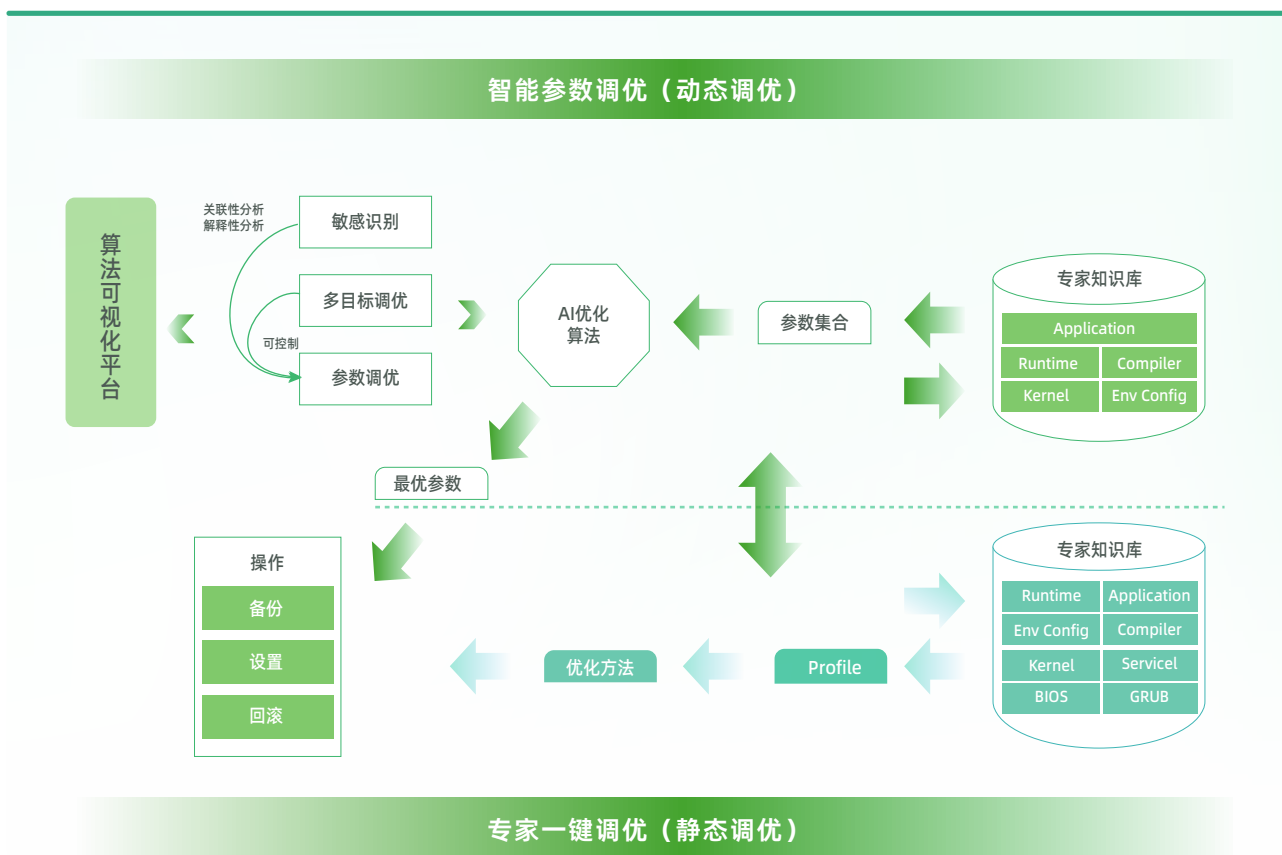 智能参数调优（动态调优）
算法可视化平台
关联性分析
解释性分析
敏感识别
多目标调优
可控制
参数调优
AI优化
算法
参数集合
专家知识库
Application
Runtime
Compiler
Kernel
Env Config
最优参数
操作
备份
设置
回滚
优化方法
Profile
专家知识库
Runtime
Application
Env Config
Compiler
Kernel
Servicel
BIOS
GRUB
专家一键调优（静态调优）